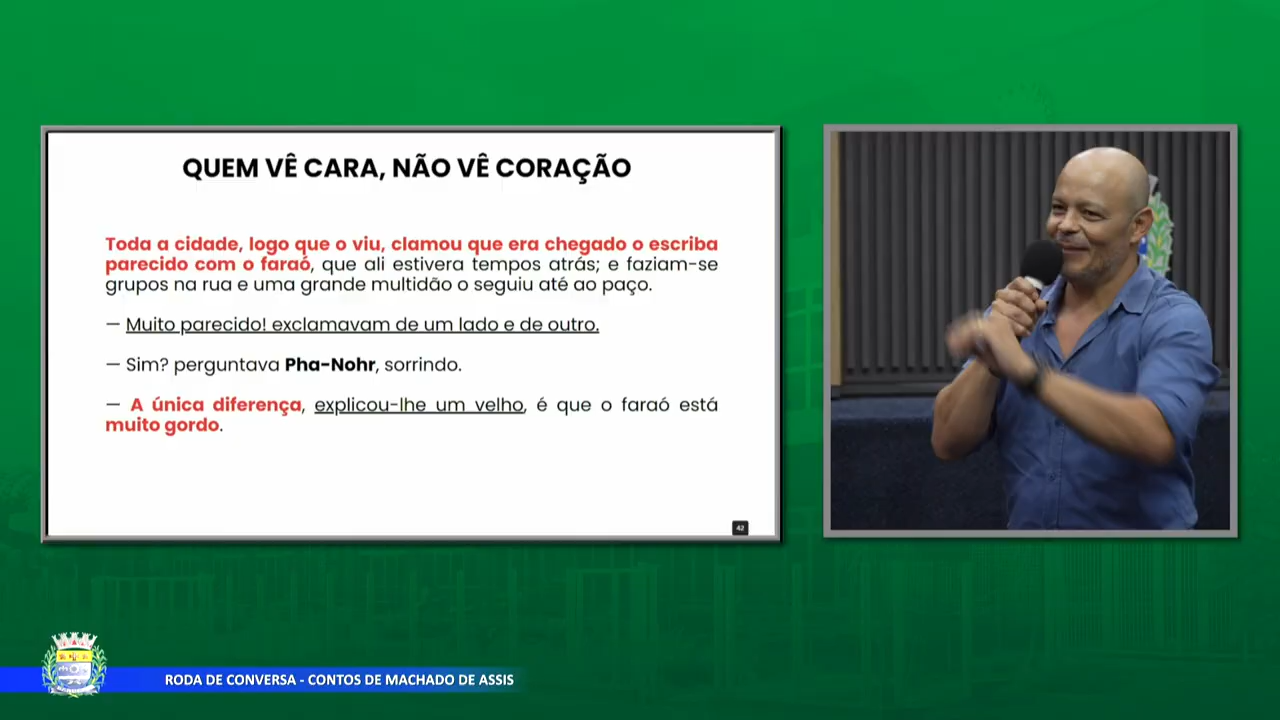 QUEM VÊ CARA, NÃO VÊ CORAÇÃO
Toda a cidade, logo que o viu, clamou que era chegado o escriba
parecido com o faraó, que ali estivera tempos atrás; e faziam-se
grupos na rua e uma grande multidão o seguiu até ao paço.
— Muito parecido! exclamavam de um lado e de outro.
— Sim? perguntava Pha-Nohr, sorrindo.
— A única diferença, explicou-lhe um velho, é que o faraó está
muito gordo.
42
RODA DE CONVERSA - CONTOS DE MACHADO DE ASSIS